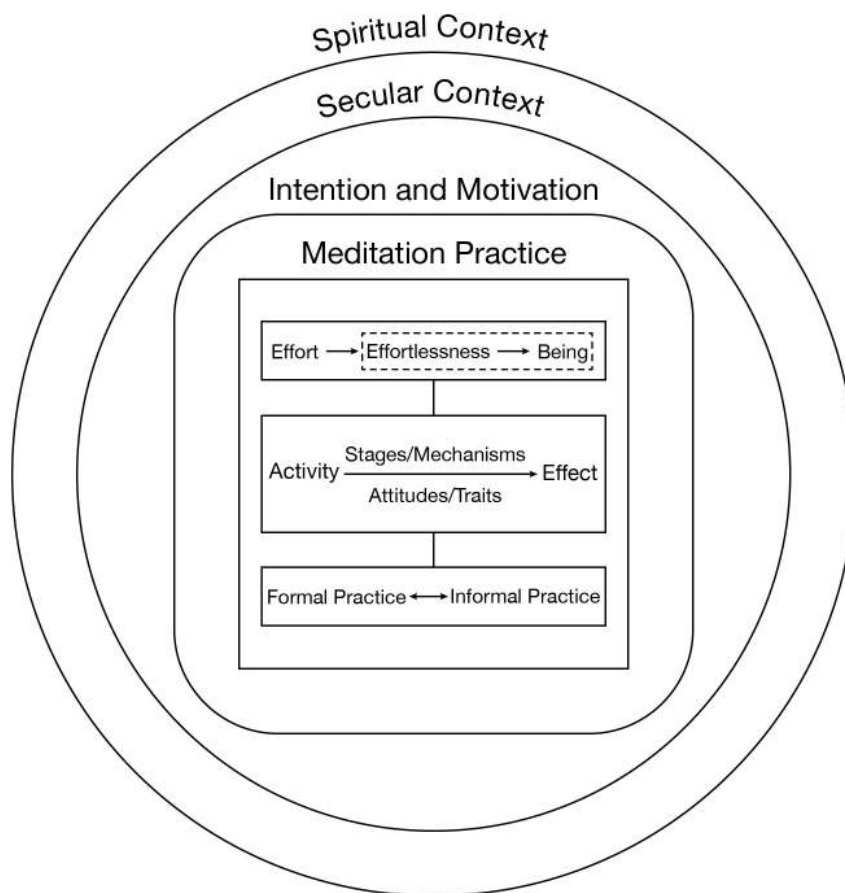 Spiritual Context
Secular Context
Intention and Motivation
Meditation Practice
Effort Effortlessness Being
Stages/Mechanisms
Activity Effect
Attitudes/Traits
Formal Practice Informal Practice